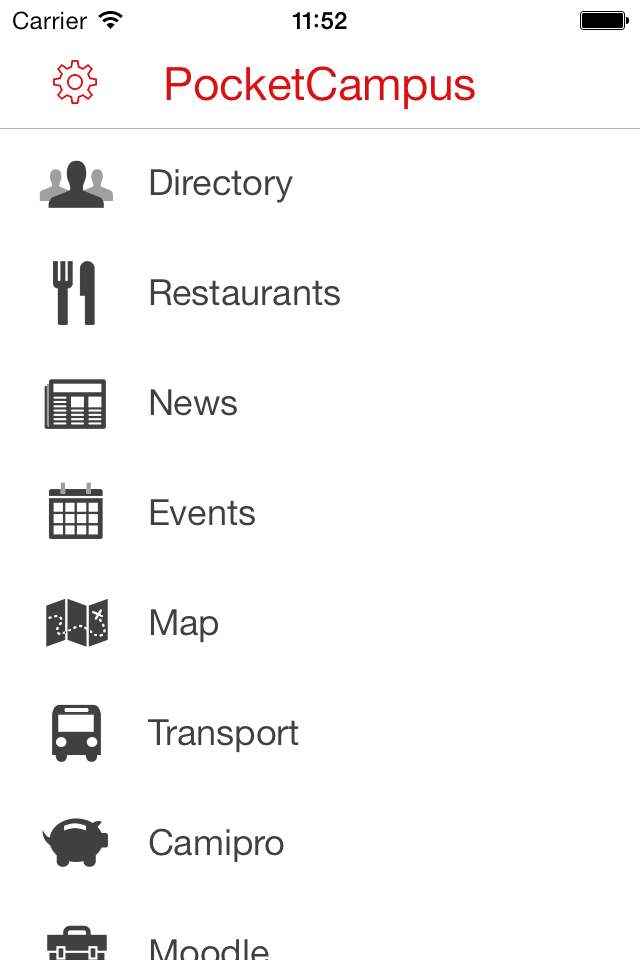 Carrier 11:52
PocketCampus
Directory
Restaurants
News
Events
Map
Transport
Camipro
Moodle